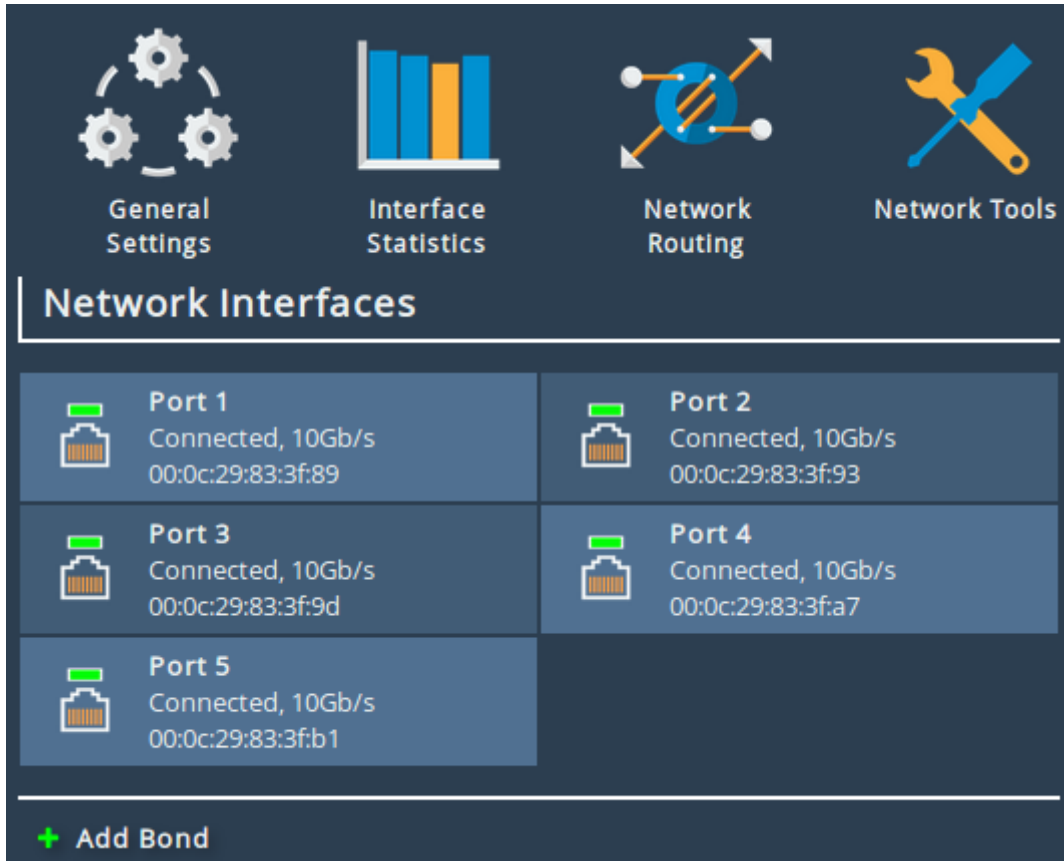 General
Settings
Interface
Statistics
Network
Routing
Network Tools
Network Interfaces
Port 1
Connected, 10Gb/s
00:0c:29:83:3f:89
Port 2
Connected, 10Gb/s
00:0c:29:83:3f:93
Port 3
Connected, 10Gb/s
00:0c:29:83:3f:9d
Port 4
Connected, 10Gb/s
00:0c:29:83:3f:a7
Port 5
Connected, 10Gb/s
00:0c:29:83:3f:b1
+ Add Bond